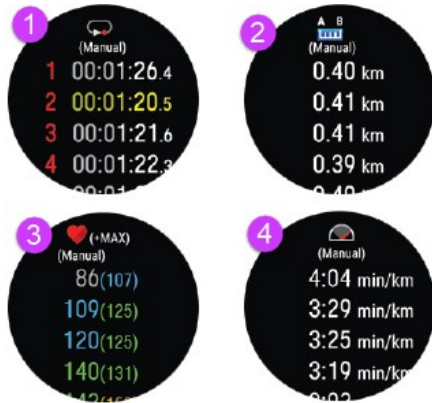 1
(Manual)
1 00:01:26.4
2 00:01:20.5
3 00:01:21.6
4 00:01:22.3
2
A B
(Manual)
0.40 km
0.41 km
0.41 km
0.39 km
3
(+MAX)
(Manual)
86(107)
109(125)
120(125)
140(131)
4
(Manual)
4:04 min/km
3:29 min/km
3:25 min/km
3:19 min/km